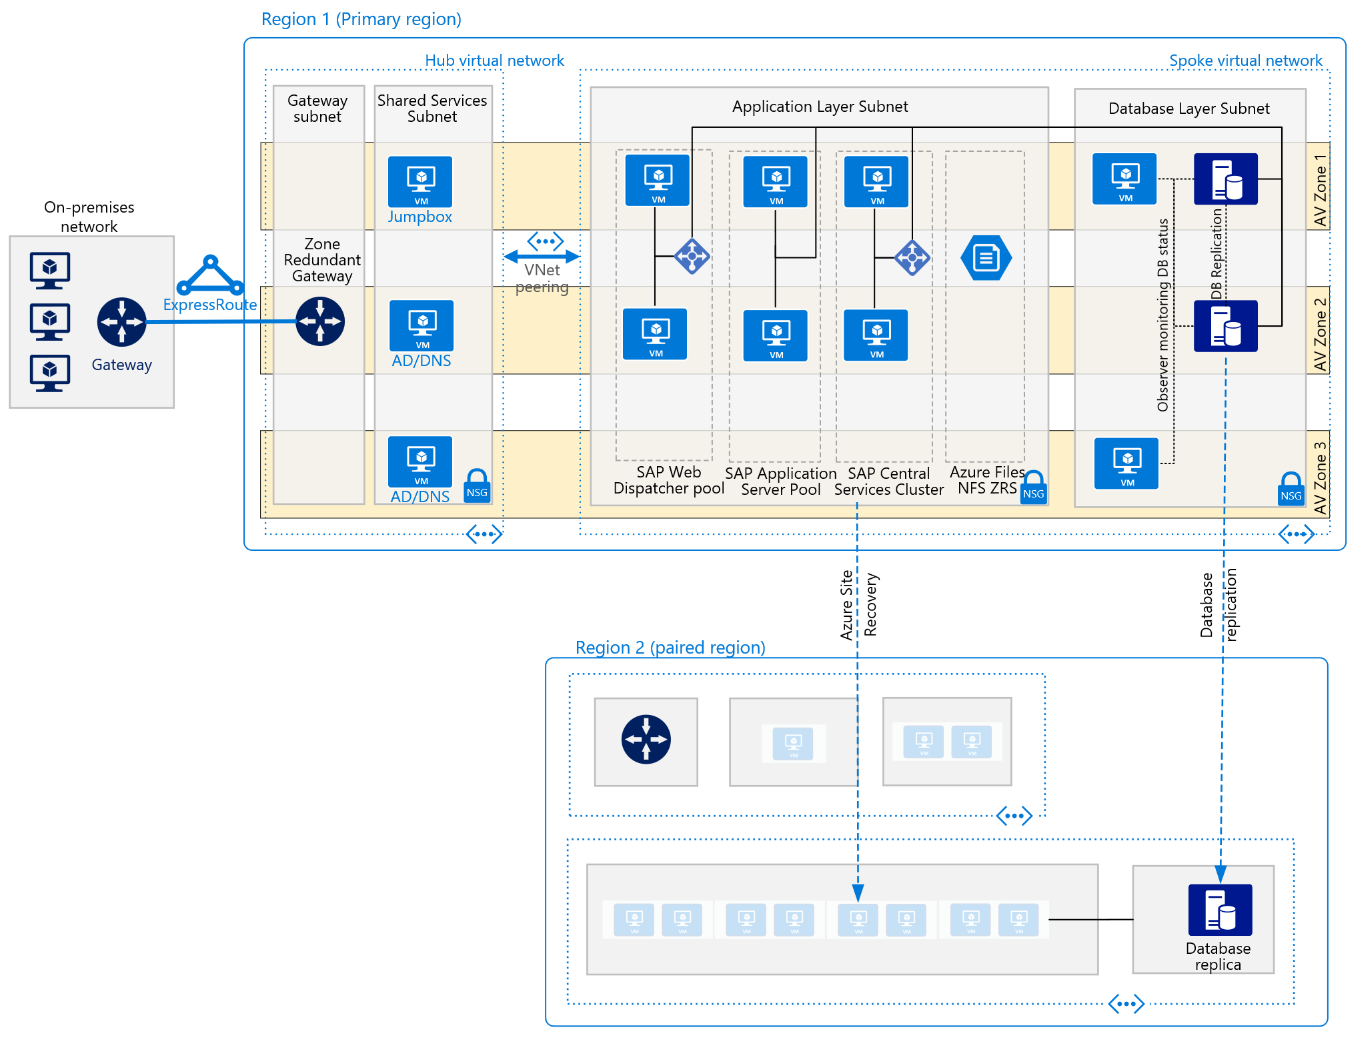 Region 1 (Primary region)
Hub virtual network
Spoke virtual network
Gateway
subnet
Shared Services
Subnet
Application Layer Subnet
Database Layer Subnet
VM
Jumpbox
VM
VM
VM
VM
AV Zone 1
On-premises
network
Zone
Redundant
Gateway
VNet
peering
ExpressRoute
Gateway
VM
AD/DNS
VM
VM
VM
Observer monitoring DB status
DB Replication
AV Zone 2
VM
AD/DNS
NSG
SAP Web
Dispatcher pool
SAP Application
Server Pool
SAP Central
Services Cluster
Azure Files
NFS ZRS
NSG
VM
NSG
AV Zone 3
Azure Site
Recovery
Database
replication
Region 2 (paired region)
VM
VM
VM
VM
VM
VM
VM
VM
VM
VM
VM
Database
replica